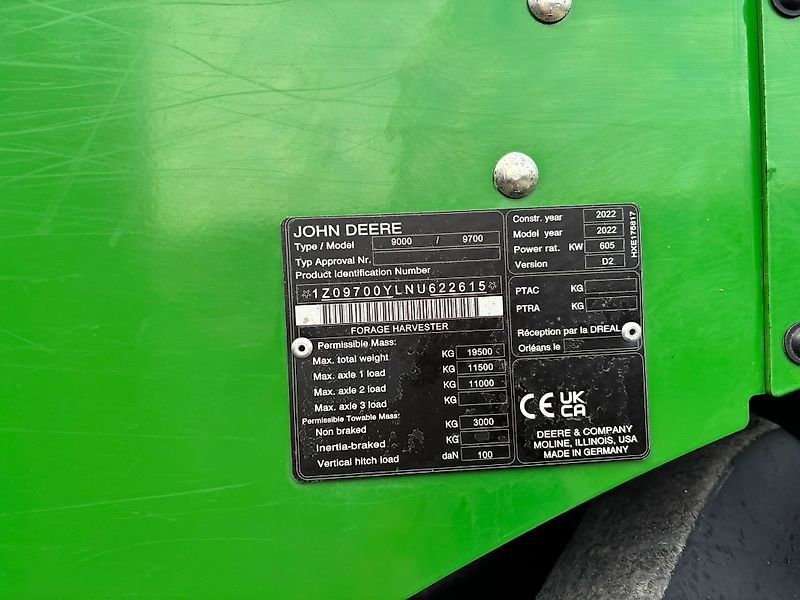 JOHN DEERE
Type / Model 9000 / 9700
Typ Approval Nr.
Product Identification Number
*1Z09700YLNU622615*
FORAGE HARVESTER
Permissible Mass:
Max. total weight KG 19500
Max. axle 1 load KG 11500
Max. axle 2 load KG 11000
Max. axle 3 load KG
Permissible Towable Mass:
Non braked KG 3000
Inertia-braked KG
Vertical hitch load daN 100
Constr. year 2022
Model year 2022
Power rat. KW 605
Version D2
HXE175817
PTAC KG
PTRA KG
Réception par la DREAL
Orléans le
CE UK
CA
DEERE & COMPANY
MOLINE, ILLINOIS, USA
MADE IN GERMANY